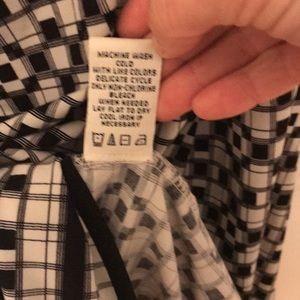 MACHINE WASH
COLD
WITH LIKE COLORS
DELICATE CYCLE
ONLY NON-CHLORINE
BLEACH
WHEN NEEDED
LAY FLAT TO DRY
COOL IRON IF
NECESSARY